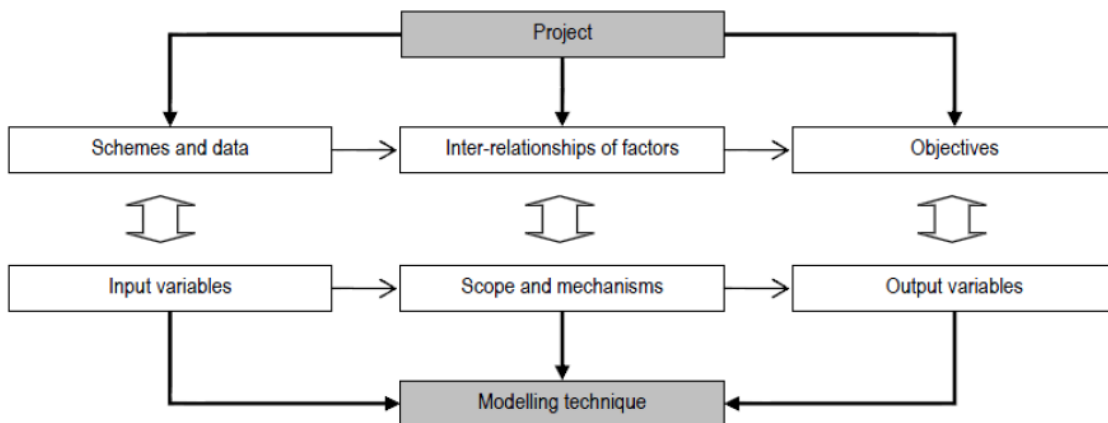 Project
Schemes and data
Inter-relationships of factors
Objectives
Input variables
Scope and mechanisms
Output variables
Modelling technique